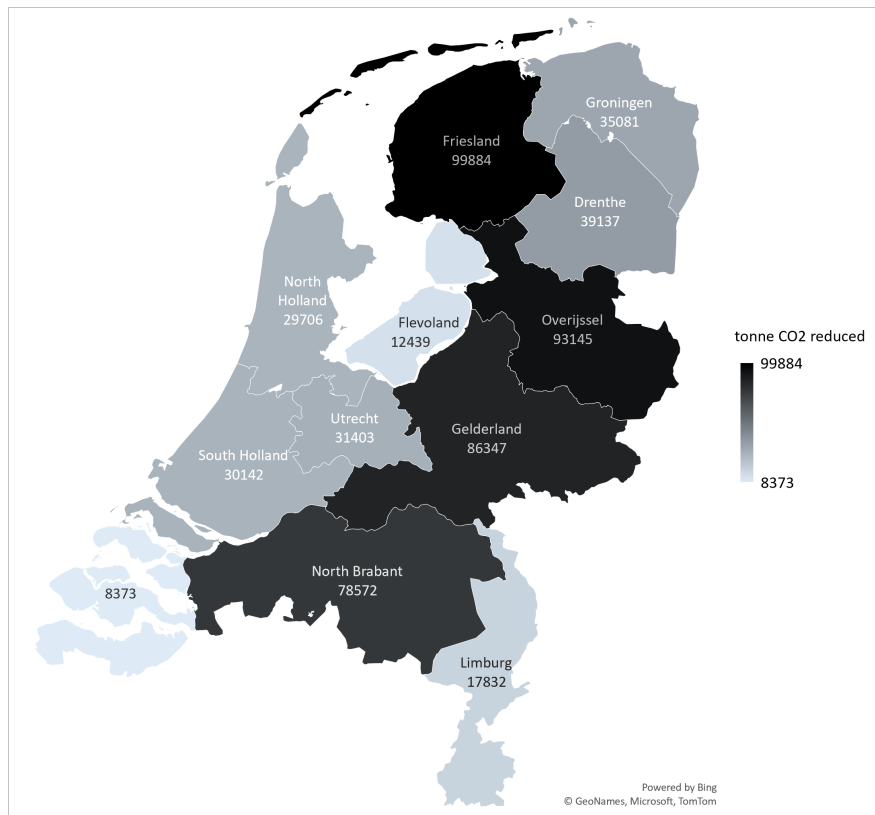 Groningen
35081
Friesland
99884
Drenthe
39137
North
Holland
29706
Flevoland
12439
Overijssel
93145
tonne CO2 reduced
99884
8373
Utrecht
31403
Gelderland
86347
South Holland
30142
North Brabant
78572
8373
Limburg
17832
Powered by Bing
© GeoNames, Microsoft, TomTom